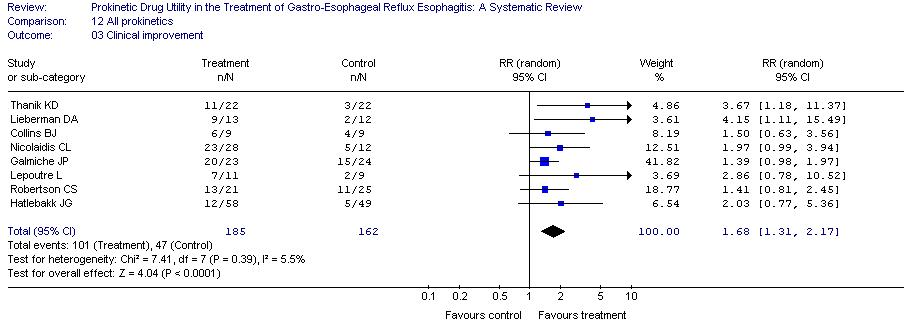 Review: Prokinetic Drug Utility in the Treatment of Gastro-Esophageal Reflux Esophagitis: A Systematic Review
Comparison: 12 All prokinetics
Outcome: 03 Clinical improvement
Study Treatment Control RR (random) Weight RR (random)
or sub-category n/N n/N 95% CI % 95% CI
Thanik KD 11/22 3/22 4.86 3.67 [1.18, 11.37]
Lieberman DA 9/13 2/12 3.61 4.15 [1.11, 15.49]
Collins BJ 6/9 4/9 8.19 1.50 [0.63, 3.56]
Nicolaidis CL 23/28 5/12 12.51 1.97 [0.99, 3.94]
Galmiche JP 20/23 15/24 41.82 1.39 [0.98, 1.97]
Lepoutre L 7/11 2/9 3.69 2.86 [0.78, 10.52]
Robertson CS 13/21 11/25 18.77 1.41 [0.81, 2.45]
Hatlebakk JG 12/58 5/49 6.54 2.03 [0.77, 5.36]
Total (95% CI) 185 162 100.00 1.68 [1.31, 2.17]
Total events: 101 (Treatment), 47 (Control)
Test for heterogeneity: Chi² = 7.41, df = 7 (P = 0.39), I² = 5.5%
Test for overall effect: Z = 4.04 (P < 0.0001)
0.1 0.2 0.5 1 2 5 10
Favours control Favours treatment